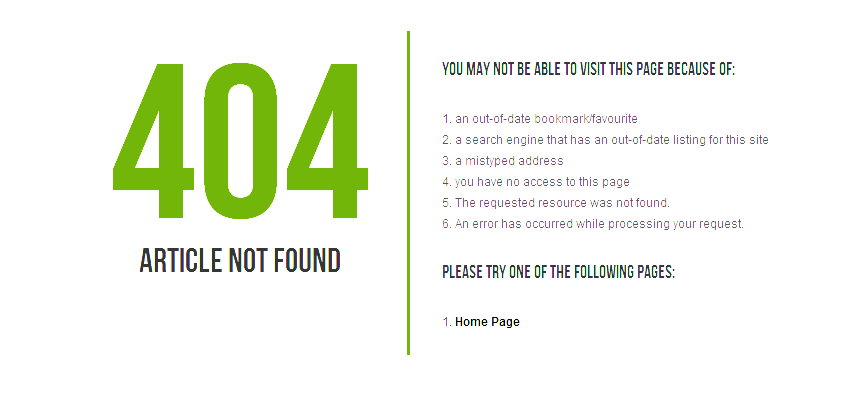 404
ARTICLE NOT FOUND
YOU MAY NOT BE ABLE TO VISIT THIS PAGE BECAUSE OF:
1. an out-of-date bookmark/favourite
2. a search engine that has an out-of-date listing for this site
3. a mistyped address
4. you have no access to this page
5. The requested resource was not found.
6. An error has occurred while processing your request.
PLEASE TRY ONE OF THE FOLLOWING PAGES:
1. Home Page